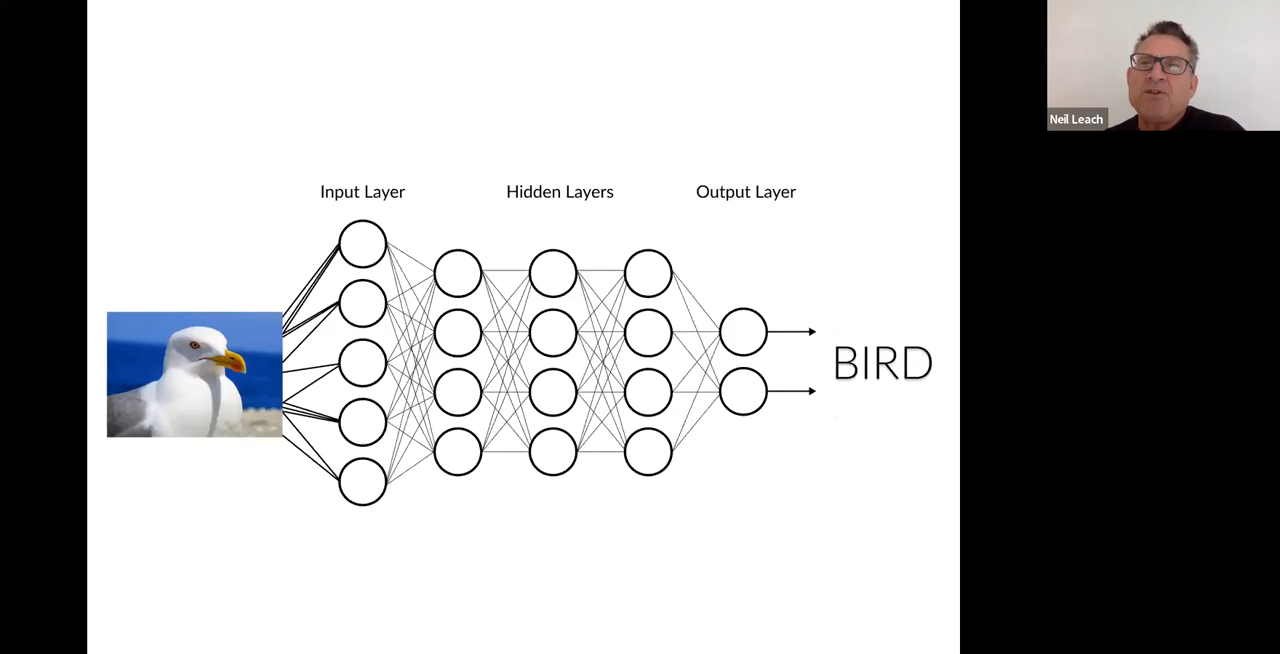 Input Layer
Hidden Layers
Output Layer
BIRD
Neil Leach